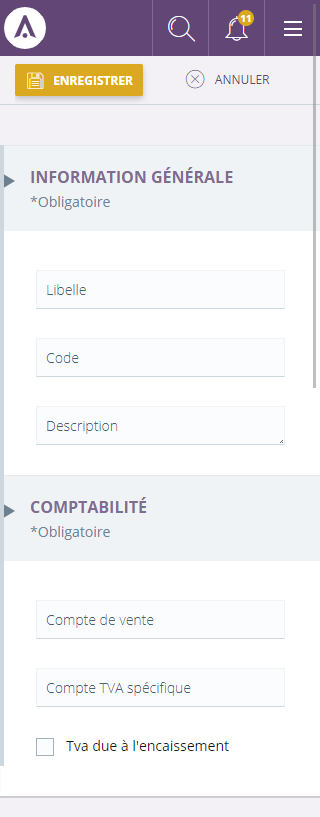 11
ENREGISTRER
ANNULER
INFORMATION GÉNÉRALE
*Obligatoire
Libelle
Code
Description
COMPTABILITÉ
*Obligatoire
Compte de vente
Compte TVA spécifique
Tva due à l'encaissement